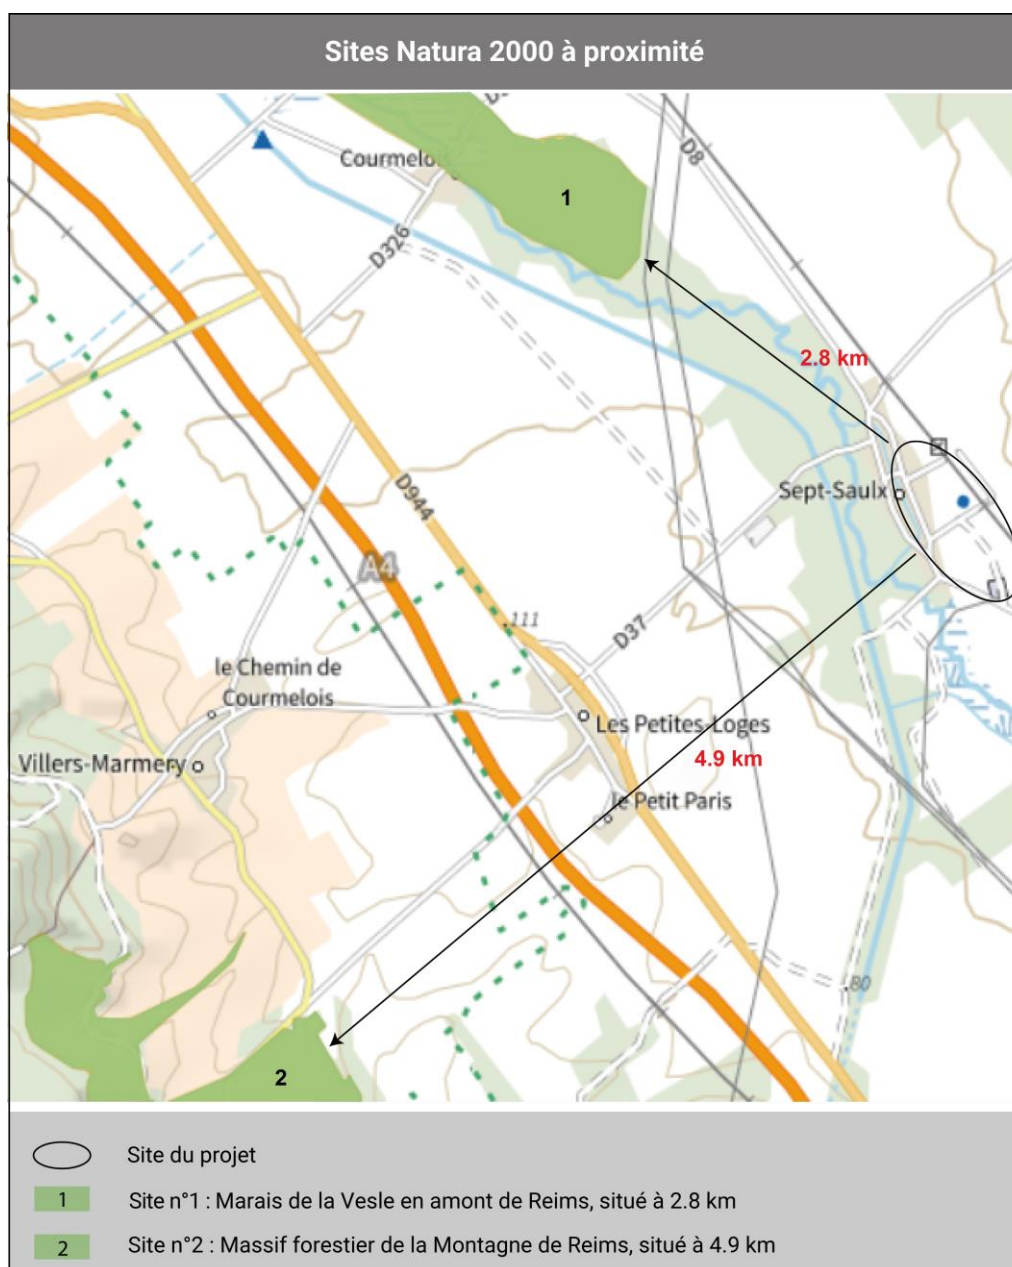 Sites Natura 2000 à proximité
Courmelois
1
D8
D326
2.8 km
D944
Sept-Saulx
A4
111
D37
le Chemin de
Courmelois
Les Petites-Loges
4.9 km
Villers-Marmery
le Petit Paris
80
2
Site du projet
1 Site n°1 : Marais de la Vesle en amont de Reims, situé à 2.8 km
2 Site n°2 : Massif forestier de la Montagne de Reims, situé à 4.9 km